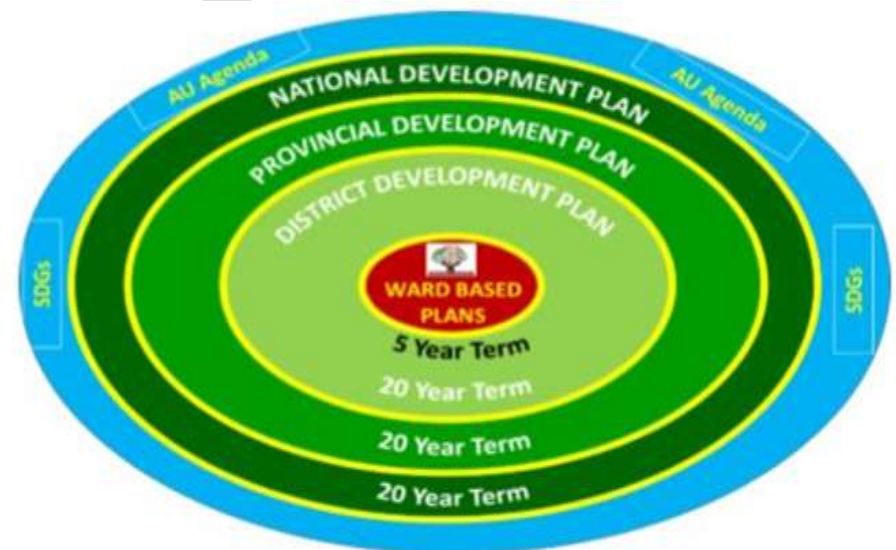 AU Agenda
AU Agenda
NATIONAL DEVELOPMENT PLAN
PROVINCIAL DEVELOPMENT PLAN
DISTRICT DEVELOPMENT PLAN
SDGs
SDGs
WARD BASED
PLANS
5 Year Term
20 Year Term
20 Year Term
20 Year Term